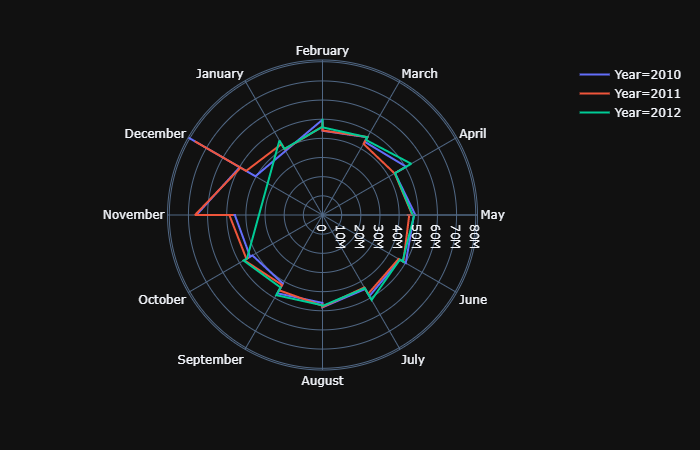 February
January
March
December
April
November
May
October
June
September
July
August
0
10M
20M
30M
40M
50M
60M
70M
80M
Year=2010
Year=2011
Year=2012